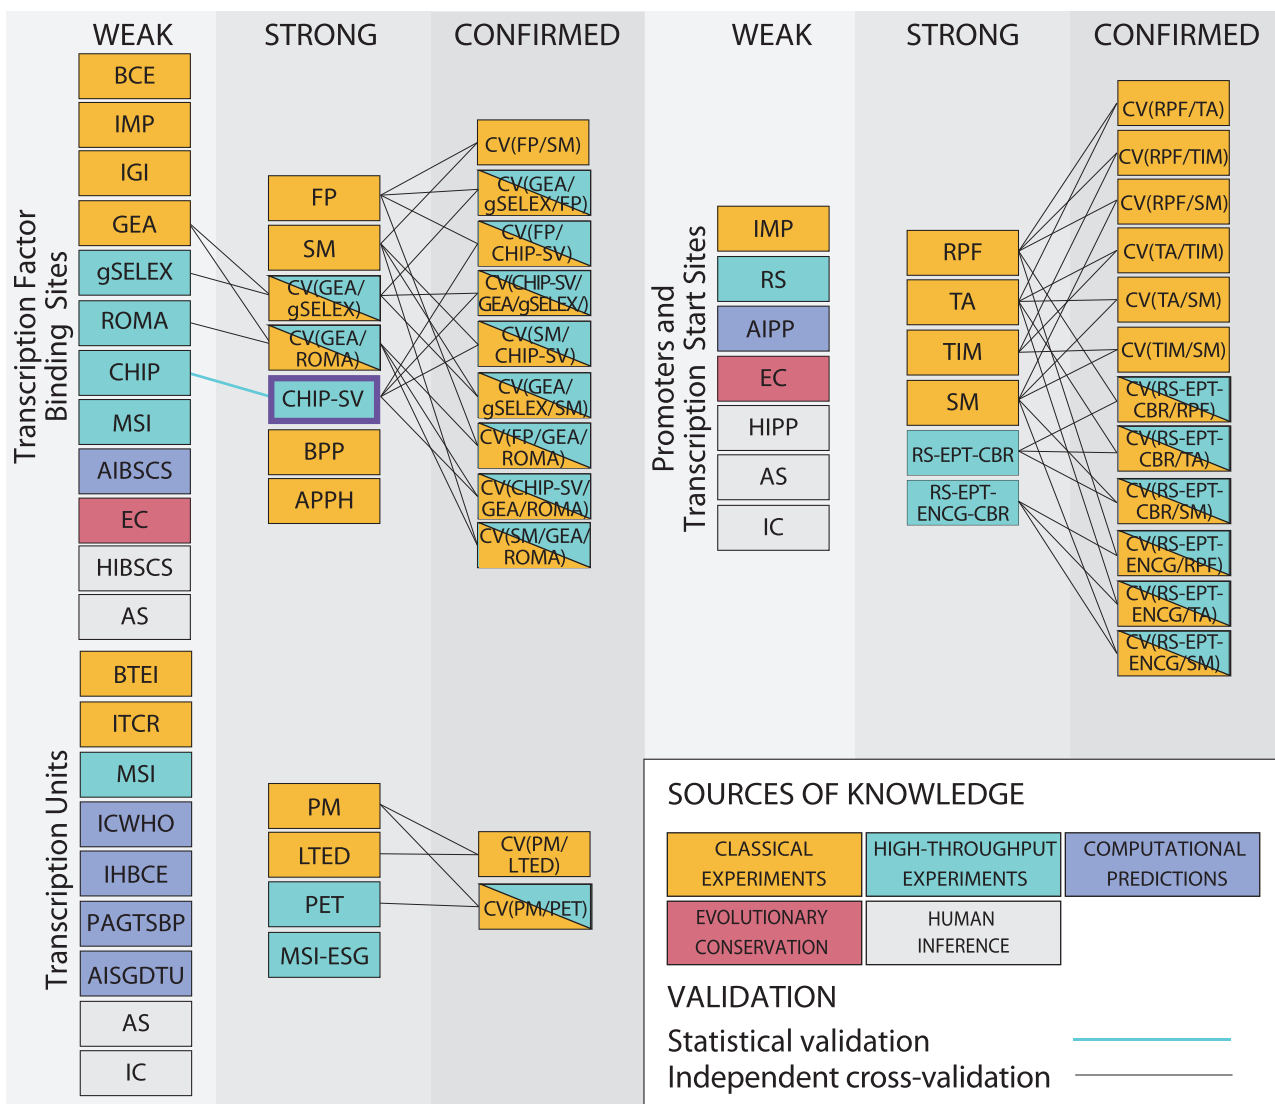 WEAK
STRONG
CONFIRMED
WEAK
STRONG
CONFIRMED
Transcription Factor
Binding Sites
BCE
IMP
IGI
GEA
gSELEX
ROMA
CHIP
MSI
AIBSCS
EC
HIBSCS
AS
FP
SM
CV(GEA/
gSELEX)
CV(GEA/
ROMA)
CHIP-SV
BPP
APPH
CV(FP/SM)
CV(GEA/
gSELEX/FP)
CV(FP/
CHIP-SV)
CV(CHIP-SV/
GEA/gSELEX/)
CV(SM/
CHIP-SV)
CV(GEA/
gSELEX/SM)
CV(FP/GEA/
ROMA)
CV(CHIP-SV/
GEA/ROMA)
CV(SM/GEA/
ROMA)
Transcription Units
BTEI
ITCR
MSI
ICWHO
IHBCE
PAGTSBP
AISGDTU
AS
IC
PM
LTED
PET
MSI-ESG
CV(PM/
LTED)
CV(PM/PET)
Promoters and
Transcription Start Sites
IMP
RS
AIPP
EC
HIPP
AS
IC
RPF
TA
TIM
SM
RS-EPT-CBR
RS-EPT-
ENCG-CBR
CV(RPF/TA)
CV(RPF/TIM)
CV(RPF/SM)
CV(TA/TIM)
CV(TA/SM)
CV(TIM/SM)
CV(RS-EPT-
CBR/RPF)
CV(RS-EPT-
CBR/TA)
CV(RS-EPT-
CBR/SM)
CV(RS-EPT-
ENCG/RPF)
CV(RS-EPT-
ENCG/TA)
CV(RS-EPT-
ENCG/SM)
SOURCES OF KNOWLEDGE
CLASSICAL
EXPERIMENTS
HIGH-THROUGHPUT
EXPERIMENTS
COMPUTATIONAL
PREDICTIONS
EVOLUTIONARY
CONSERVATION
HUMAN
INFERENCE
VALIDATION
Statistical validation
Independent cross-validation